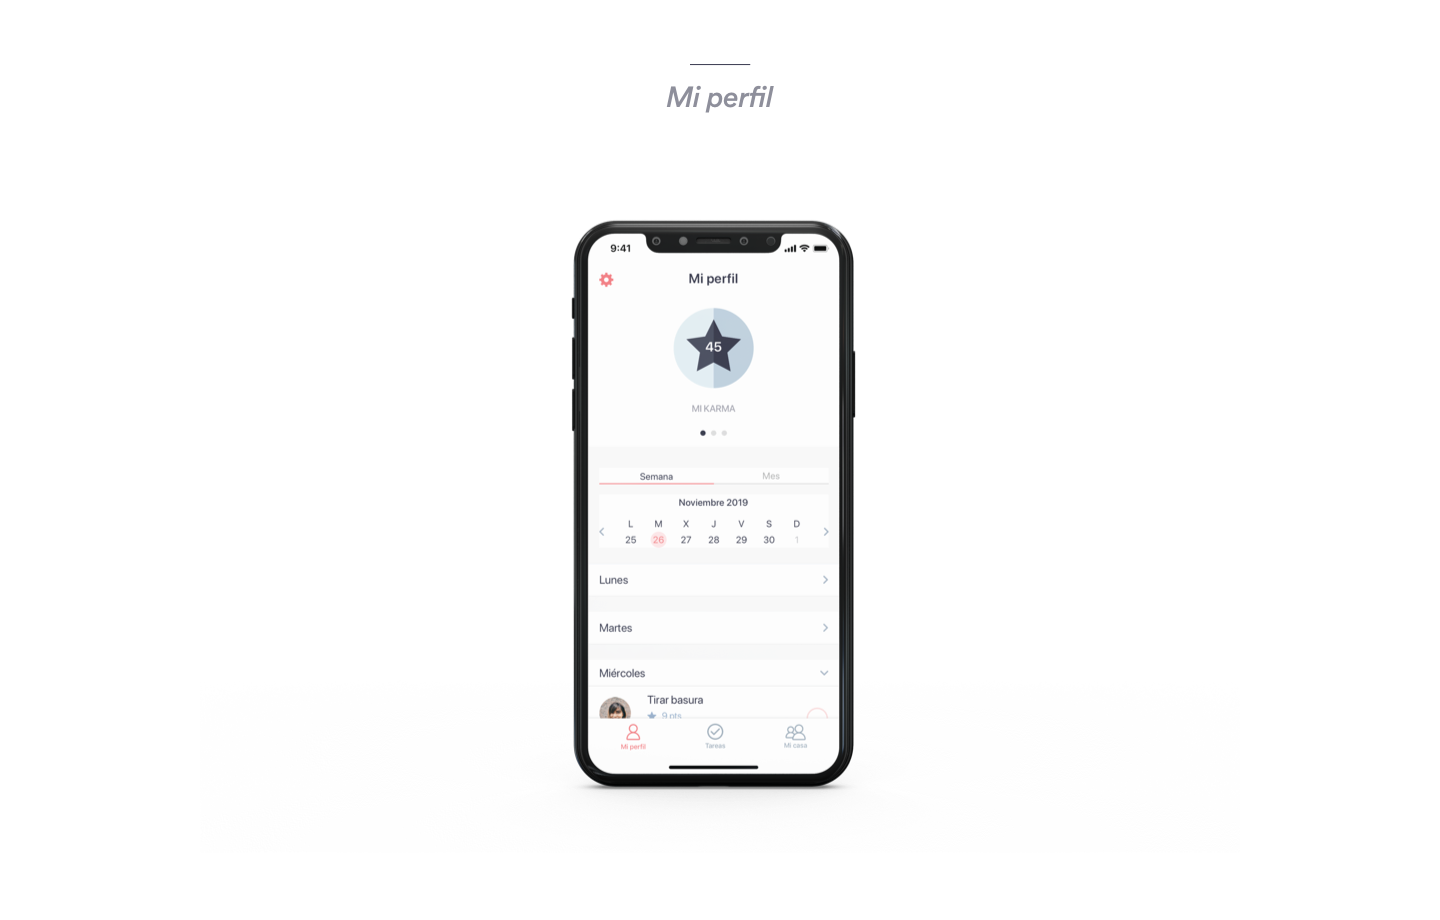 Mi perfil
9:41
Mi perfil
45
MI KARMA
Semana Mes
Noviembre 2019
L M X J V S D
25 26 27 28 29 30 1
Lunes
Martes
Miércoles
Tirar basura
9 pts
Mi perfil Tareas Mi casa